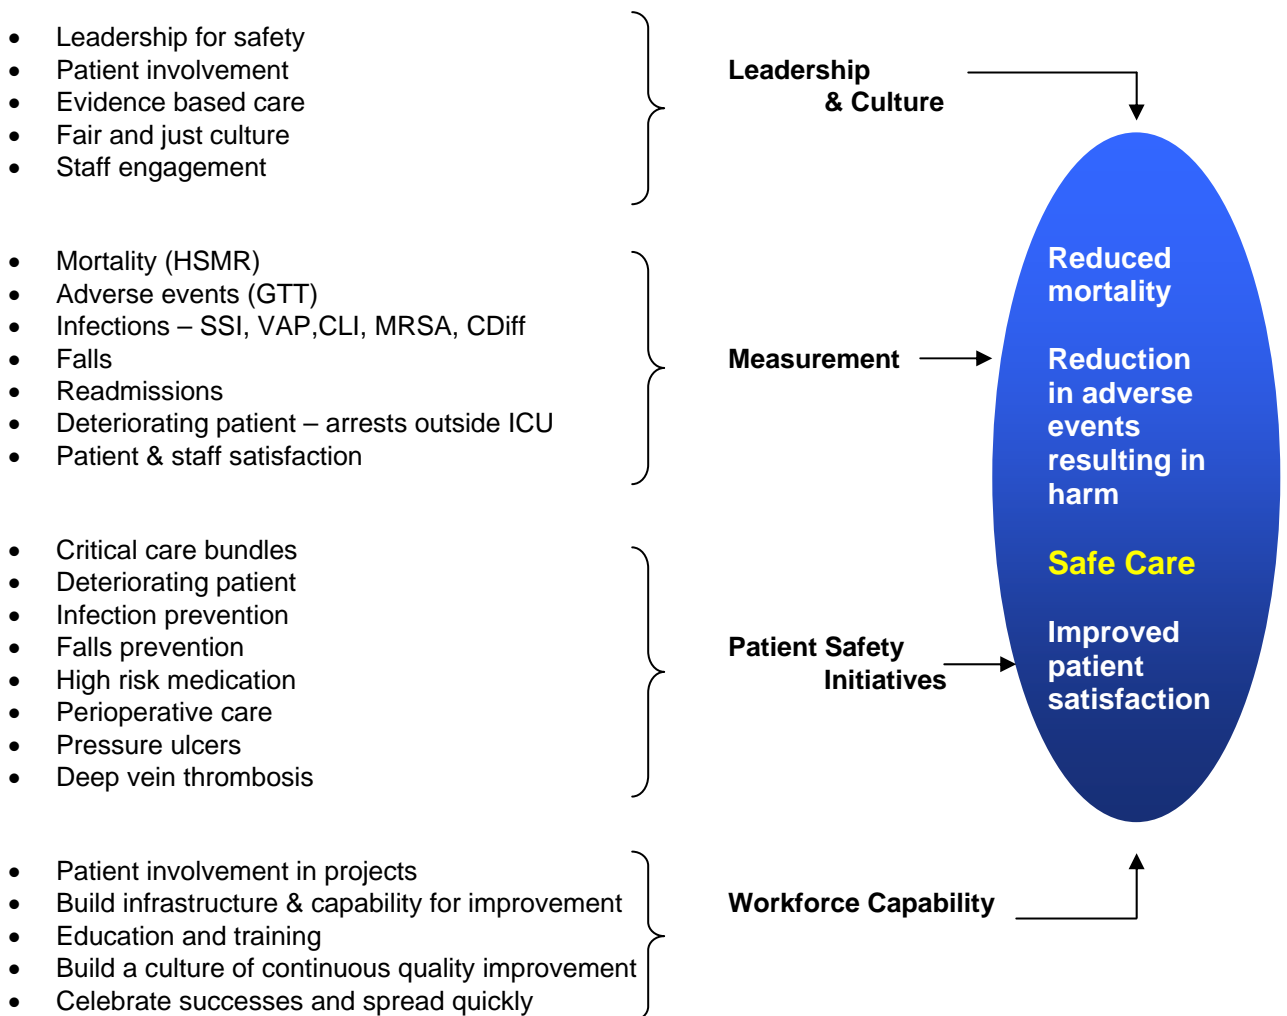 • Leadership for safety
• Patient involvement
• Evidence based care
• Fair and just culture
• Staff engagement
Leadership
& Culture
• Mortality (HSMR)
• Adverse events (GTT)
• Infections – SSI, VAP,CLI, MRSA, CDiff
• Falls
• Readmissions
• Deteriorating patient – arrests outside ICU
• Patient & staff satisfaction
Measurement
• Critical care bundles
• Deteriorating patient
• Infection prevention
• Falls prevention
• High risk medication
• Perioperative care
• Pressure ulcers
• Deep vein thrombosis
Patient Safety
Initiatives
• Patient involvement in projects
• Build infrastructure & capability for improvement
• Education and training
• Build a culture of continuous quality improvement
• Celebrate successes and spread quickly
Workforce Capability
Reduced
mortality
Reduction
in adverse
events
resulting in
harm
Safe Care
Improved
patient
satisfaction